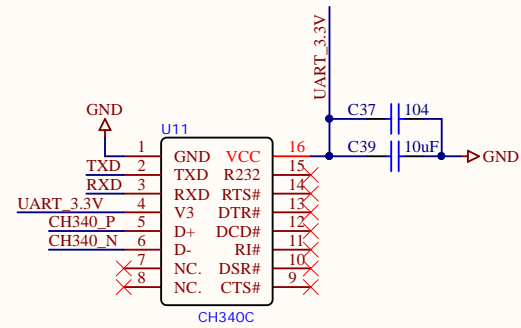 UART_3.3V
C37 104
GND
U11
C39 10uF
GND
1 GND VCC 16
TXD 2 TXD R232 15
RXD 3 RXD RTS# 14
UART_3.3V 4 V3 DTR# 13
CH340_P 5 D+ DCD# 12
CH340_N 6 D- RI# 11
7 NC. DSR# 10
8 NC. CTS# 9
CH340C